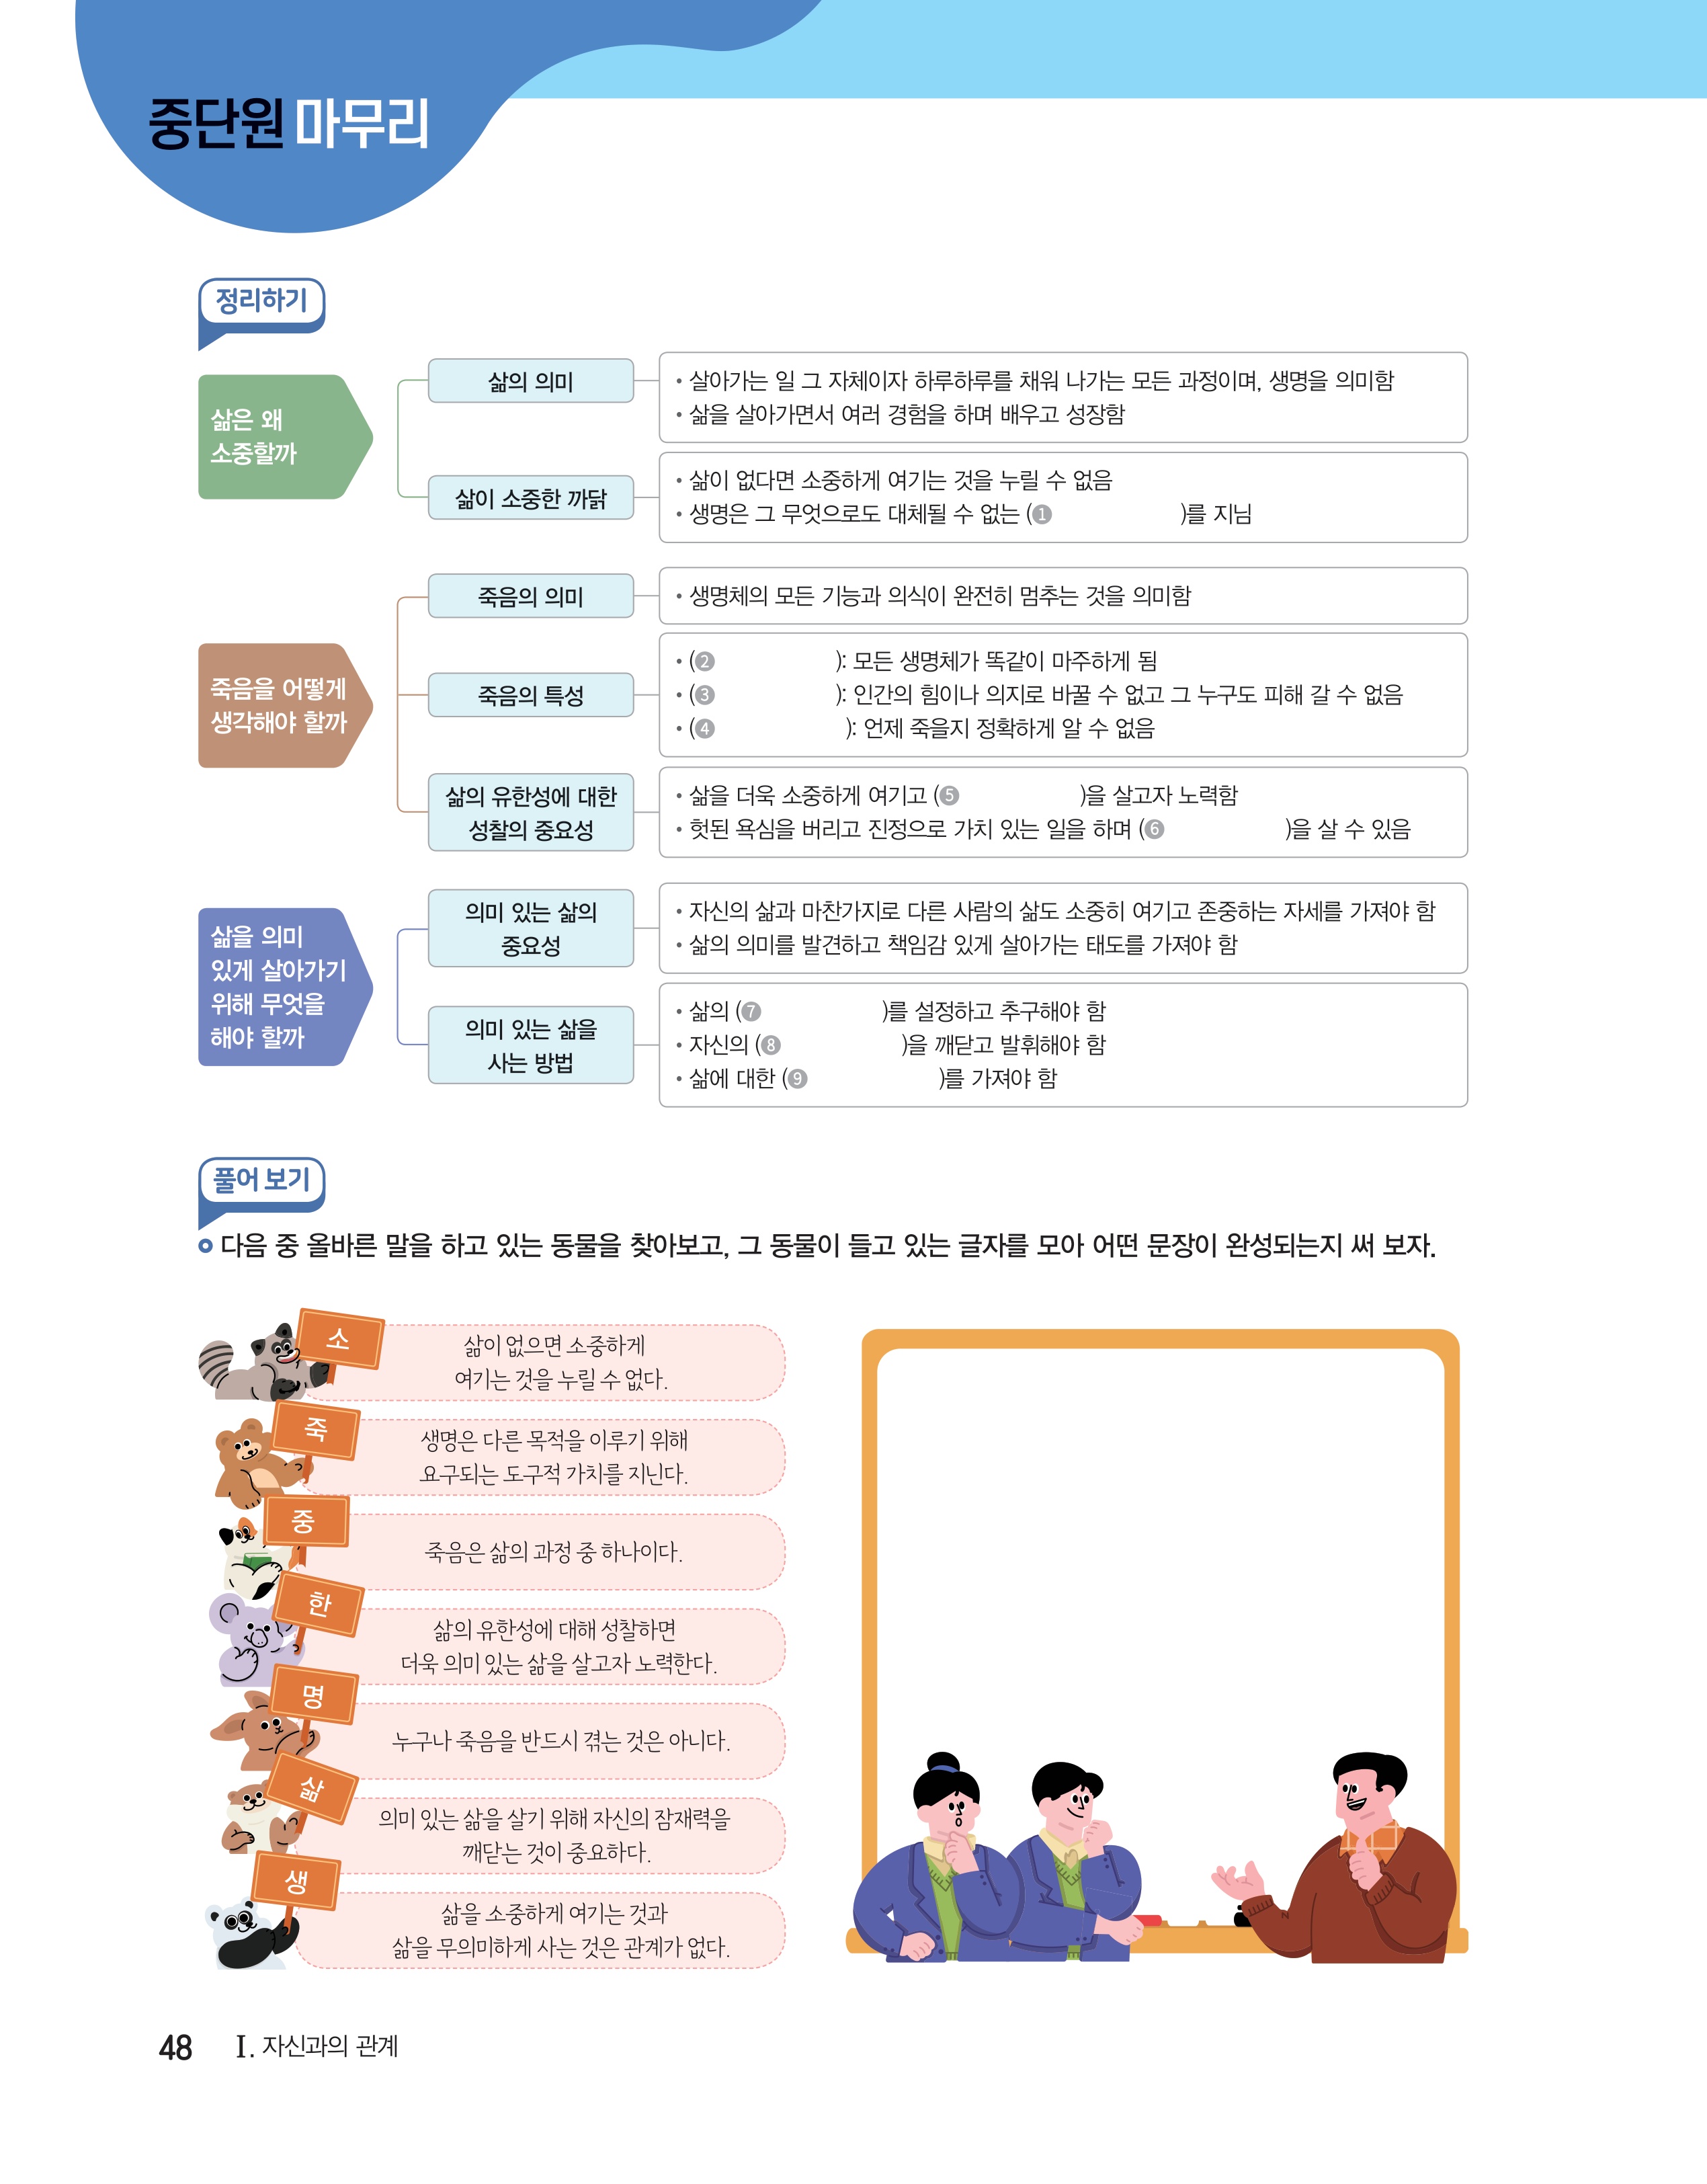 중단원 마무리
정리하기
삶은 왜
소중할까
삶의 의미
• 살아가는 일 그 자체이자 하루하루를 채워 나가는 모든 과정이며, 생명을 의미함
• 삶을 살아가면서 여러 경험을 하며 배우고 성장함
삶이 소중한 까닭
• 삶이 없다면 소중하게 여기는 것을 누릴 수 없음
• 생명은 그 무엇으로도 대체될 수 없는 (❶ )를 지님
죽음을 어떻게
생각해야 할까
죽음의 의미
• 생명체의 모든 기능과 의식이 완전히 멈추는 것을 의미함
죽음의 특성
• (❷ ): 모든 생명체가 똑같이 마주하게 됨
• (❸ ): 인간의 힘이나 의지로 바꿀 수 없고 그 누구도 피해 갈 수 없음
• (❹ ): 언제 죽을지 정확하게 알 수 없음
삶의 유한성에 대한
성찰의 중요성
• 삶을 더욱 소중하게 여기고 (❺ )을 살고자 노력함
• 헛된 욕심을 버리고 진정으로 가치 있는 일을 하며 (❻ )을 살 수 있음
삶을 의미
있게 살아가기
위해 무엇을
해야 할까
의미 있는 삶의
중요성
• 자신의 삶과 마찬가지로 다른 사람의 삶도 소중히 여기고 존중하는 자세를 가져야 함
• 삶의 의미를 발견하고 책임감 있게 살아가는 태도를 가져야 함
의미 있는 삶을
사는 방법
• 삶의 (❼ )를 설정하고 추구해야 함
• 자신의 (❽ )을 깨닫고 발휘해야 함
• 삶에 대한 (❾ )를 가져야 함
풀어 보기
다음 중 올바른 말을 하고 있는 동물을 찾아보고, 그 동물이 들고 있는 글자를 모아 어떤 문장이 완성되는지 써 보자.
소
삶이 없으면 소중하게
여기는 것을 누릴 수 없다.
죽
생명은 다른 목적을 이루기 위해
요구되는 도구적 가치를 지닌다.
중
죽음은 삶의 과정 중 하나이다.
한
삶의 유한성에 대해 성찰하면
더욱 의미 있는 삶을 살고자 노력한다.
명
누구나 죽음을 반드시 겪는 것은 아니다.
삶
의미 있는 삶을 살기 위해 자신의 잠재력을
깨닫는 것이 중요하다.
생
삶을 소중하게 여기는 것과
삶을 무의미하게 사는 것은 관계가 없다.
48 Ⅰ. 자신과의 관계